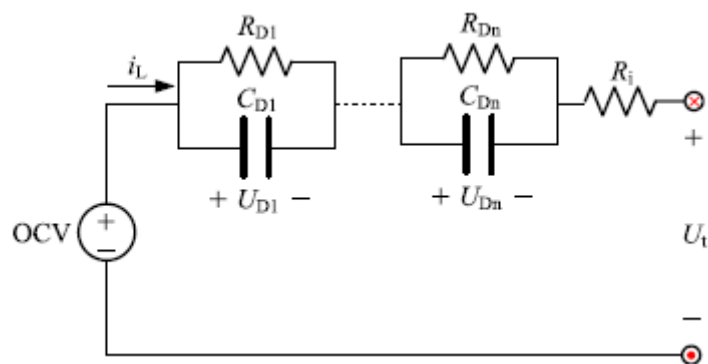 R_D1
R_Dn
i_L
R_i
C_D1
C_Dn
+
+ U_D1 −
+ U_Dn −
OCV
+
−
U_t
−